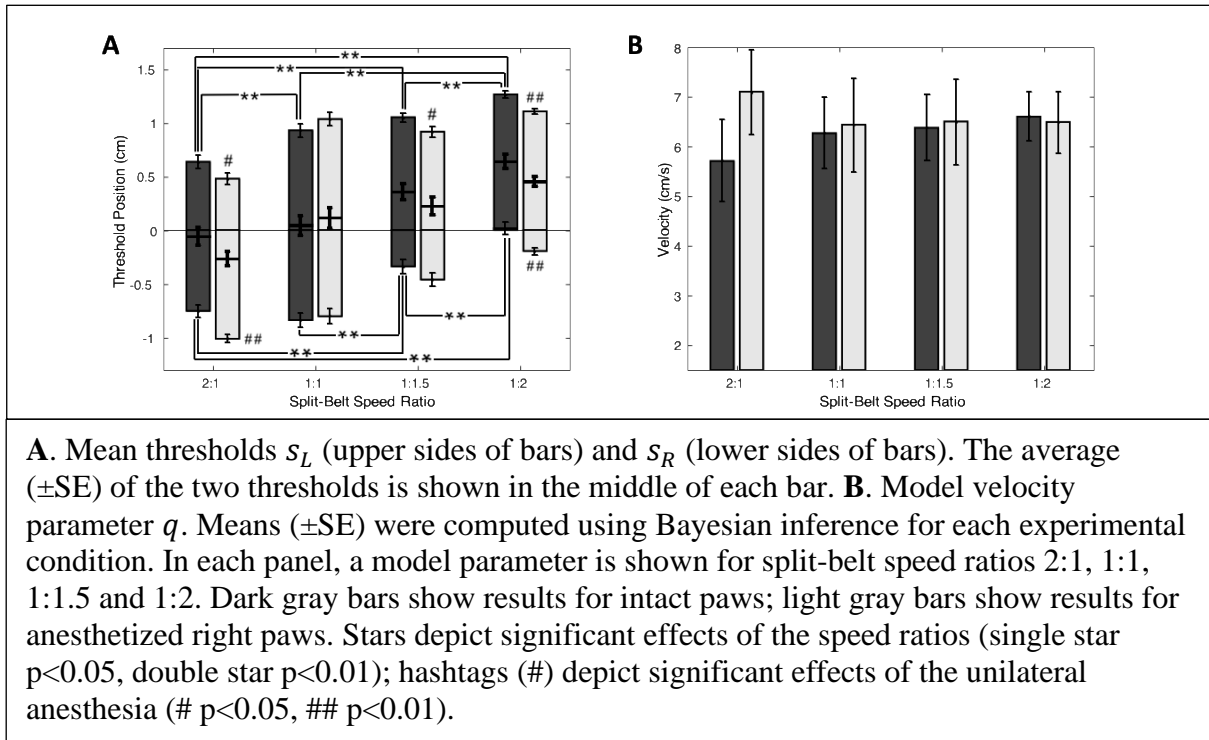 A
B
Threshold Position (cm)
1.5
1
0.5
0
-0.5
-1
** ** ** ** **
# ## # ##
** ** ** **
## ##
2:1 1:1 1:1.5 1:2
Split-Belt Speed Ratio
Velocity (cm/s)
8
7
6
5
4
3
2
2:1 1:1 1:1.5 1:2
Split-Belt Speed Ratio
A. Mean thresholds s_L (upper sides of bars) and s_R (lower sides of bars). The average
(±SE) of the two thresholds is shown in the middle of each bar. B. Model velocity
parameter q. Means (±SE) were computed using Bayesian inference for each experimental
condition. In each panel, a model parameter is shown for split-belt speed ratios 2:1, 1:1,
1:1.5 and 1:2. Dark gray bars show results for intact paws; light gray bars show results for
anesthetized right paws. Stars depict significant effects of the speed ratios (single star
p<0.05, double star p<0.01); hashtags (#) depict significant effects of the unilateral
anesthesia (# p<0.05, ## p<0.01).